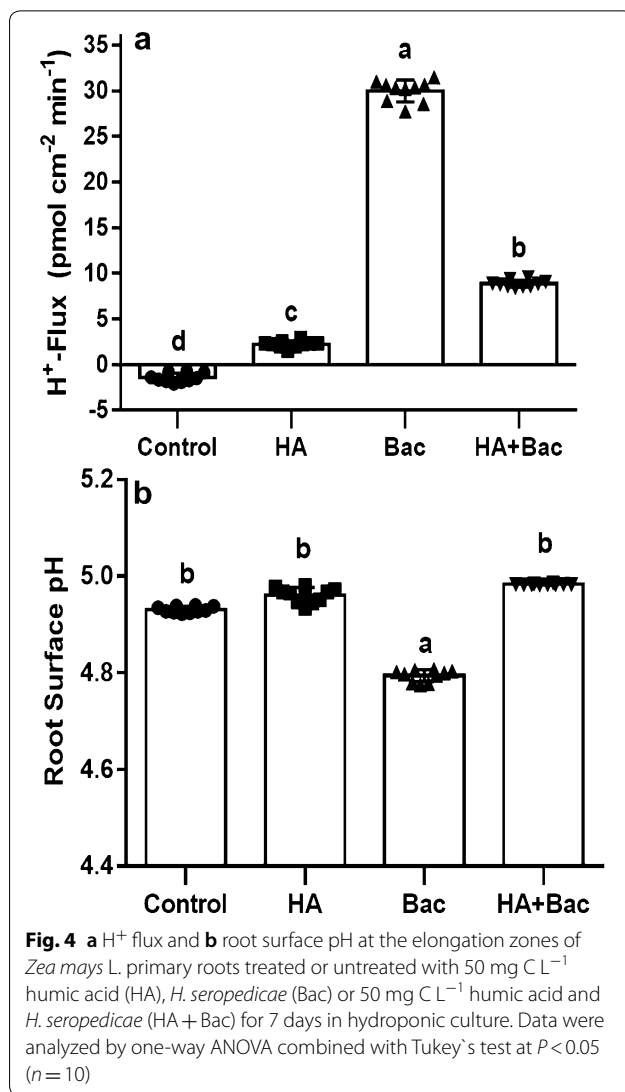 a
35
30
25
20
15
10
5
0
-5
H⁺-Flux (pmol cm⁻² min⁻¹)
d
c
a
b
Control HA Bac HA+Bac
b
5.2
5.0
4.8
4.6
4.4
Root Surface pH
b
b
a
b
Control HA Bac HA+Bac
Fig. 4 a H⁺ flux and b root surface pH at the elongation zones of
Zea mays L. primary roots treated or untreated with 50 mg C L⁻¹
humic acid (HA), H. seropedicae (Bac) or 50 mg C L⁻¹ humic acid and
H. seropedicae (HA + Bac) for 7 days in hydroponic culture. Data were
analyzed by one-way ANOVA combined with Tukey`s test at P < 0.05
(n = 10)